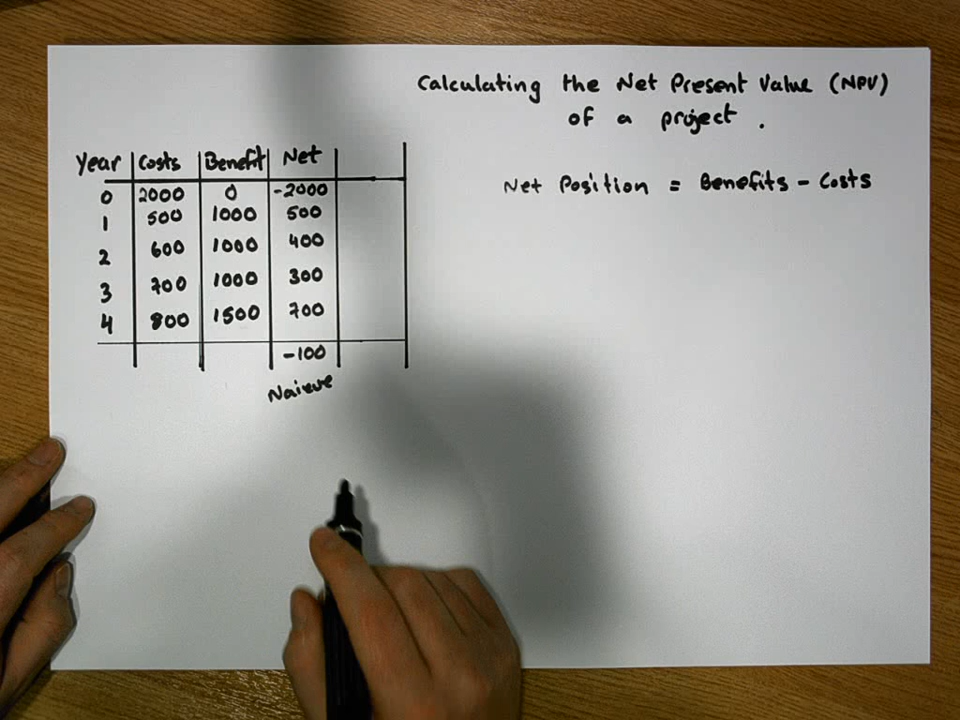 Calculating the Net Present Value (NPV)
of a project.
Net Position = Benefits - Costs
Year Costs Benefit Net
0 2000 0 -2000
1 500 1000 500
2 600 1000 400
3 700 1000 300
4 800 1500 700
-100
Naieve